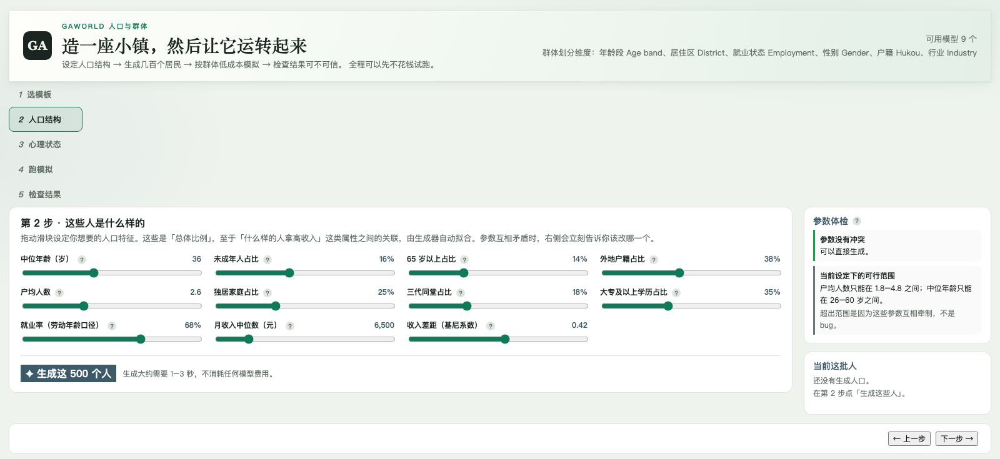 GA
GAWORLD 人口与群体
造一座小镇，然后让它运转起来
设定人口结构 → 生成几百个居民 → 按群体低成本模拟 → 检查结果可不可信。 全程可以先不花钱试跑。
可用模型 9 个
群体划分维度：年龄段 Age band、居住区 District、就业状态 Employment、性别 Gender、户籍 Hukou、行业 Industry
1 选模板
2 人口结构
3 心理状态
4 跑模拟
5 检查结果
第 2 步 · 这些人是什么样的
拖动滑块设定你想要的人口特征。这些是「总体比例」，至于「什么样的人拿高收入」这类属性之间的关联，由生成器自动拟合。参数互相矛盾时，右侧会立刻告诉你该改哪一个。
中位年龄（岁） ? 36
未成年人占比 ? 16%
65 岁以上占比 ? 14%
外地户籍占比 ? 38%
户均人数 ? 2.6
独居家庭占比 ? 25%
三代同堂占比 ? 18%
大专及以上学历占比 ? 35%
就业率（劳动年龄口径） ? 68%
月收入中位数（元） ? 6,500
收入差距（基尼系数） ? 0.42
✦ 生成这 500 个人
生成大约需要 1—3 秒，不消耗任何模型费用。
参数体检 ?
参数没有冲突
可以直接生成。
当前设定下的可行范围
户均人数只能在 1.8—4.8 之间；中位年龄只能
在 26—60 岁之间。
超出范围是因为这些参数互相牵制，不是
bug。
当前这批人
还没有生成人口。
在第 2 步点「生成这些人」。
← 上一步
下一步 →